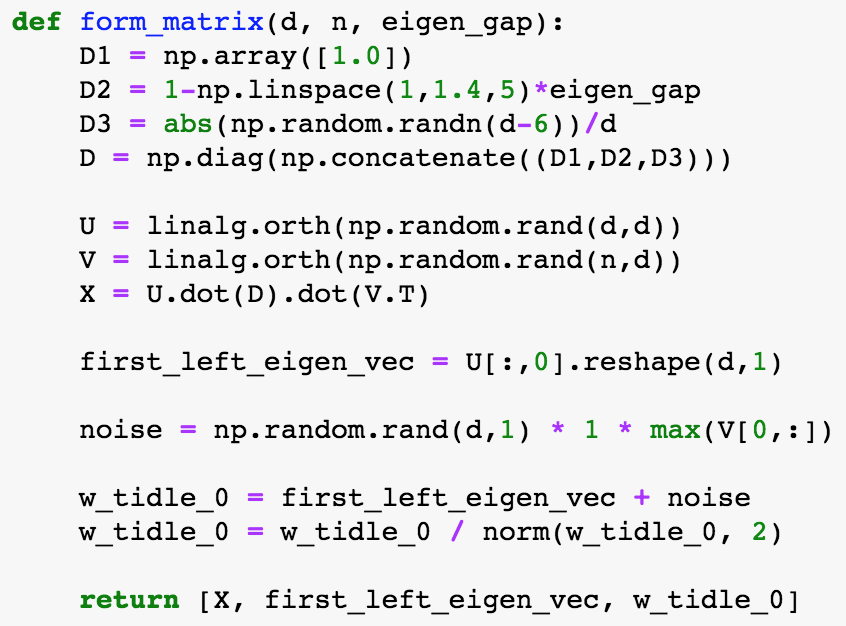 def form_matrix(d, n, eigen_gap):
    D1 = np.array([1.0])
    D2 = 1-np.linspace(1,1.4,5)*eigen_gap
    D3 = abs(np.random.randn(d-6))/d
    D = np.diag(np.concatenate((D1,D2,D3)))

    U = linalg.orth(np.random.rand(d,d))
    V = linalg.orth(np.random.rand(n,d))
    X = U.dot(D).dot(V.T)

    first_left_eigen_vec = U[:,0].reshape(d,1)

    noise = np.random.rand(d,1) * 1 * max(V[0,:])

    w_tidle_0 = first_left_eigen_vec + noise
    w_tidle_0 = w_tidle_0 / norm(w_tidle_0, 2)

    return [X, first_left_eigen_vec, w_tidle_0]